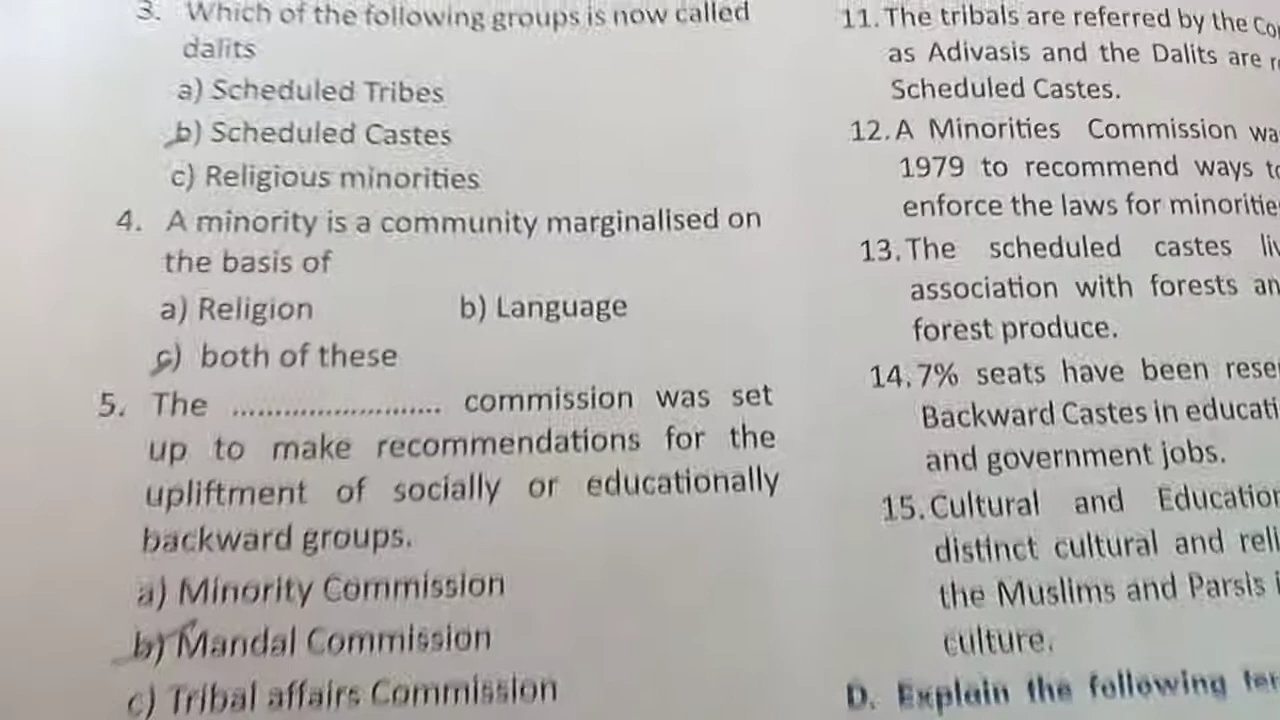 3. Which of the following groups is now called
dalits
a) Scheduled Tribes
b) Scheduled Castes
c) Religious minorities
4. A minority is a community marginalised on
the basis of
a) Religion b) Language
c) both of these
5. The ........................... commission was set
up to make recommendations for the
upliftment of socially or educationally
backward groups.
a) Minority Commission
b) Mandal Commission
c) Tribal affairs Commission
11. The tribals are referred by the
as Adivasis and the Dalits are
Scheduled Castes.
12. A Minorities Commission
1979 to recommend ways
enforce the laws for
13. The scheduled castes
association with forests
forest produce.
14. 7% seats have been
Backward Castes in
and government jobs.
15. Cultural and
distinct cultural and
the Muslims and Parsis
culture.
D. Explain the following